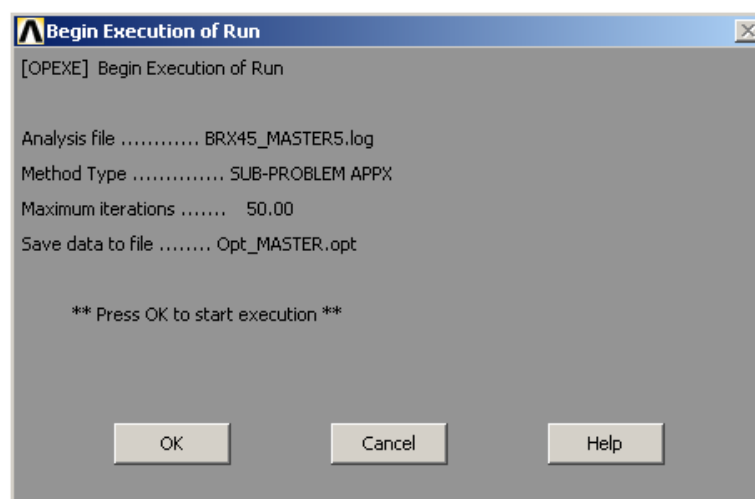 Begin Execution of Run
[OPEXE] Begin Execution of Run
Analysis file ............ BRX45_MASTER5.log
Method Type .............. SUB-PROBLEM APPX
Maximum iterations ....... 50.00
Save data to file ........ Opt_MASTER.opt
** Press OK to start execution **
OK Cancel Help